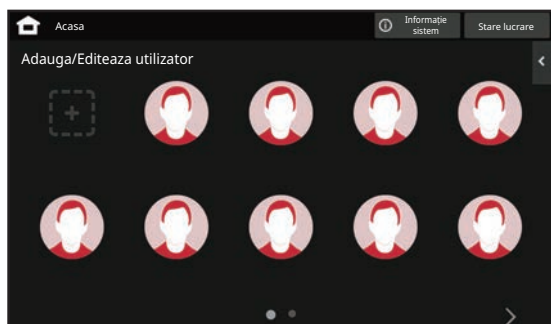 Acasa
Informație
sistem
Stare lucrare
Adauga/Editeaza utilizator